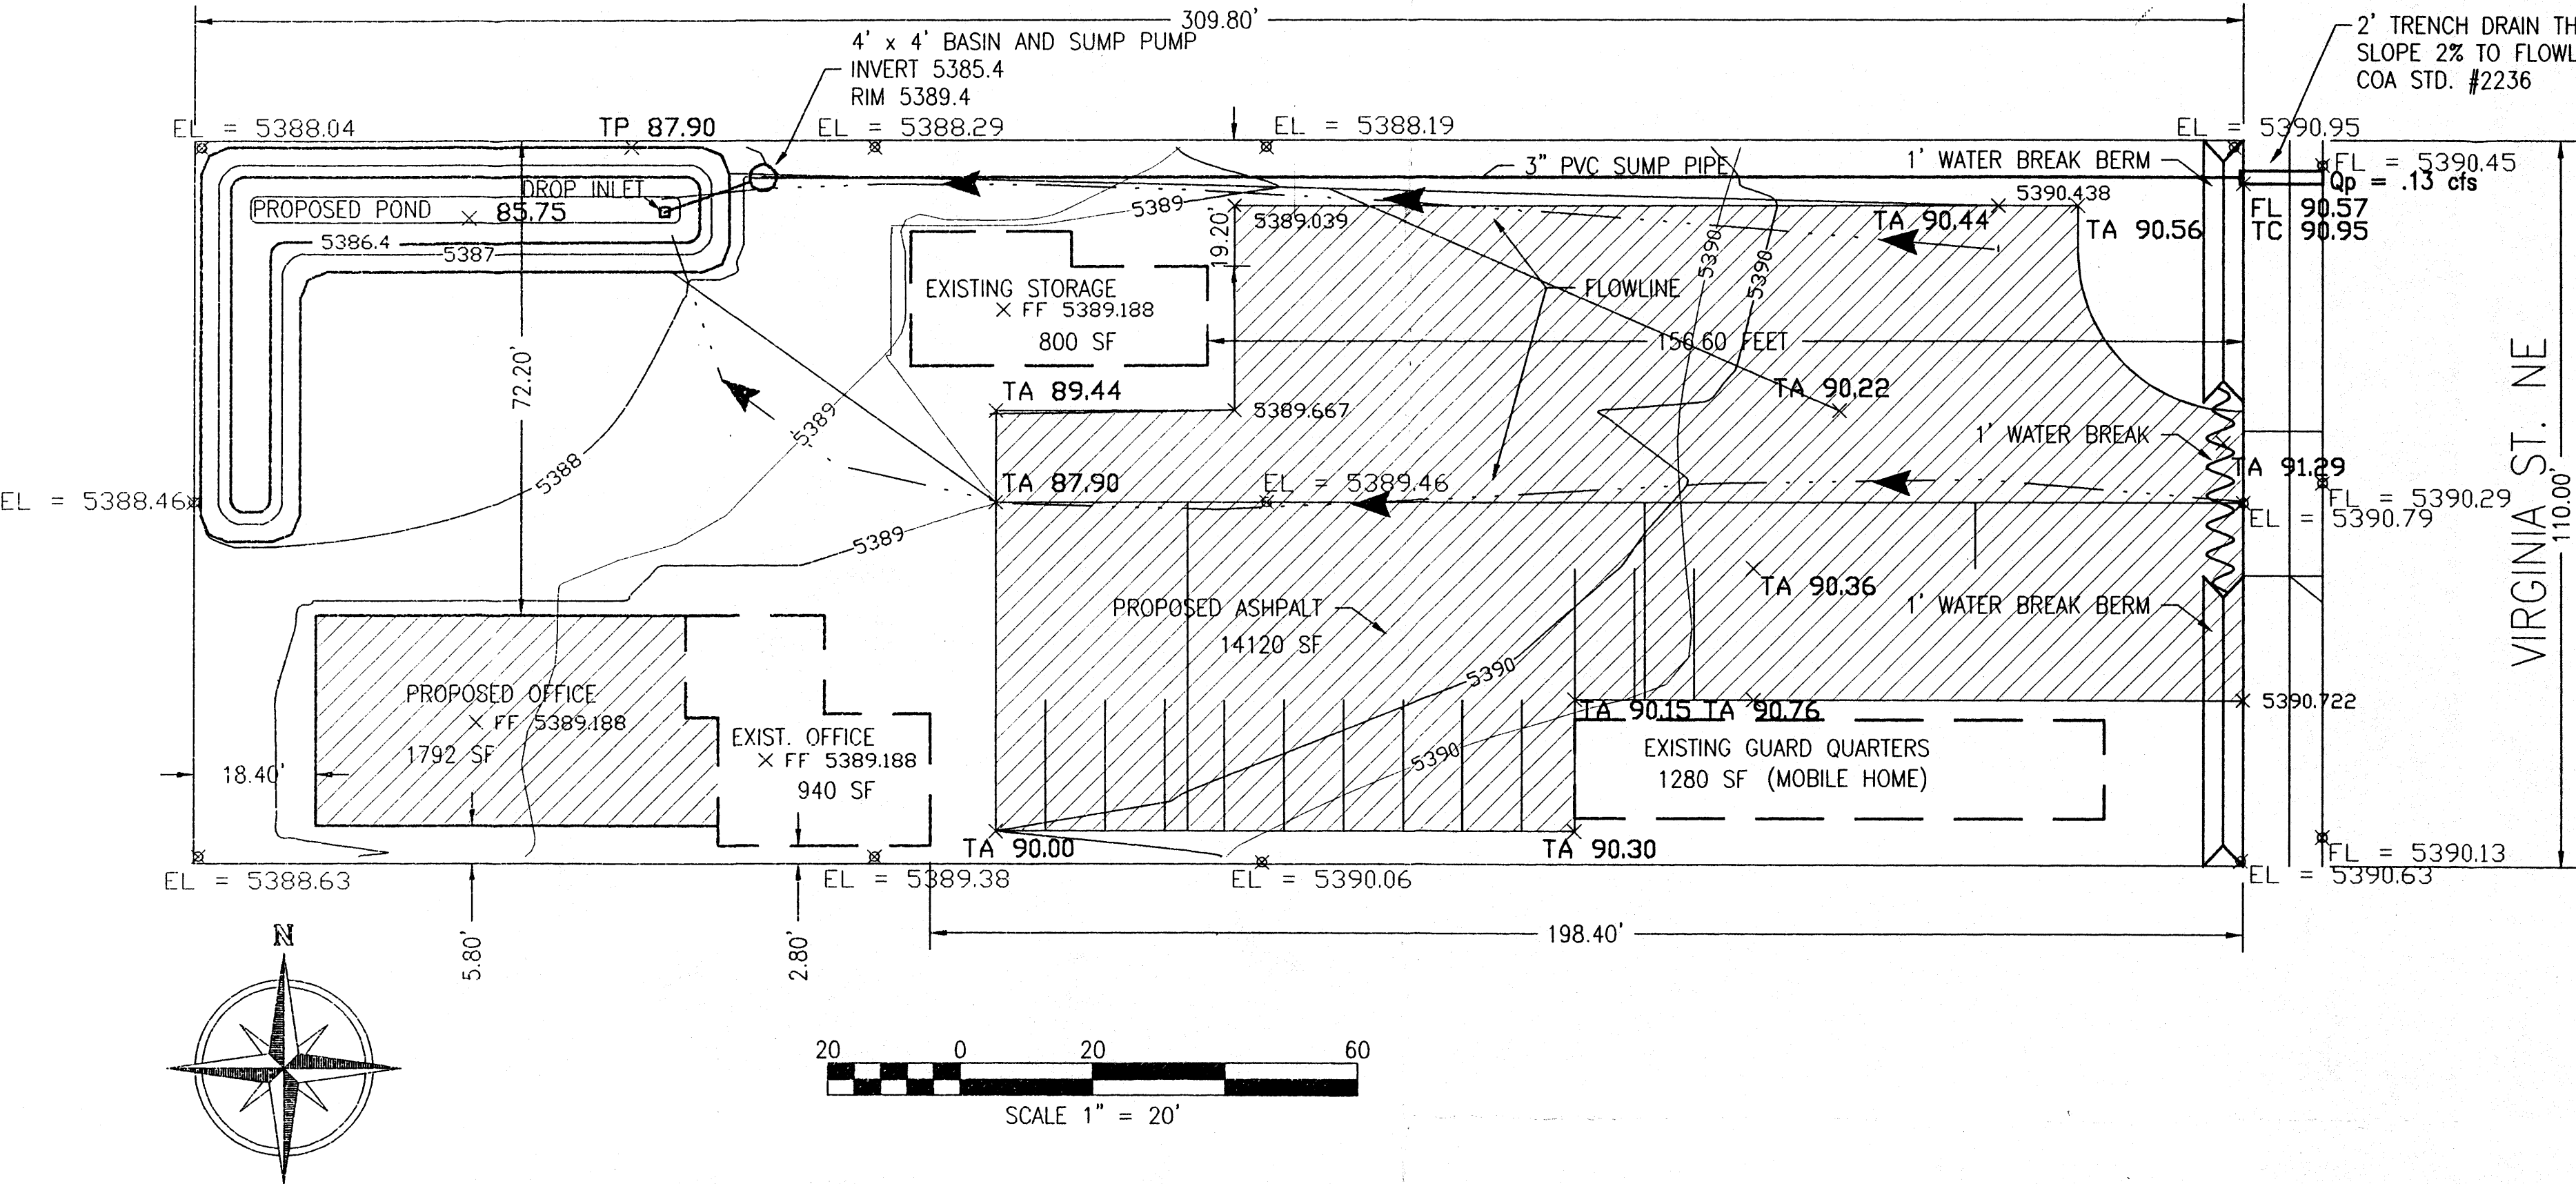 309.80'
4' x 4' BASIN AND SUMP PUMP
INVERT 5385.4
RIM 5389.4
2' TRENCH DRAIN TH
SLOPE 2% TO FLOWL
COA STD. #2236
EL = 5388.04
TP 87.90
EL = 5388.29
EL = 5388.19
EL = 5390.95
3" PVC SUMP PIPE
1' WATER BREAK BERM
FL = 5390.45
Qp = .13 cfs
DROP INLET
PROPOSED POND
85.75
5389
5389.039
TA 90.44
5390.438
TA 90.56
FL 90.57
TC 90.95
5386.4
5387
19.20'
5390
5390
EXISTING STORAGE
FF 5389.188
800 SF
FLOWLINE
156.60 FEET
72.20'
TA 89.44
5389.667
TA 90.22
5389
1' WATER BREAK
TA 91.29
VIRGINIA ST. NE
110.00'
5388
EL = 5388.46
TA 87.90
EL = 5389.46
FL = 5390.29
EL = 5390.79
5389
TA 90.36
PROPOSED ASHPALT
14120 SF
1' WATER BREAK BERM
5390
PROPOSED OFFICE
FF 5389.188
1792 SF
EXIST. OFFICE
FF 5389.188
940 SF
TA 90.15
TA 90.76
5390.722
5390
EXISTING GUARD QUARTERS
1280 SF (MOBILE HOME)
18.40'
TA 90.00
TA 90.30
FL = 5390.13
EL = 5388.63
EL = 5389.38
EL = 5390.06
EL = 5390.63
5.80'
2.80'
198.40'
N
20 0 20 60
SCALE 1" = 20'